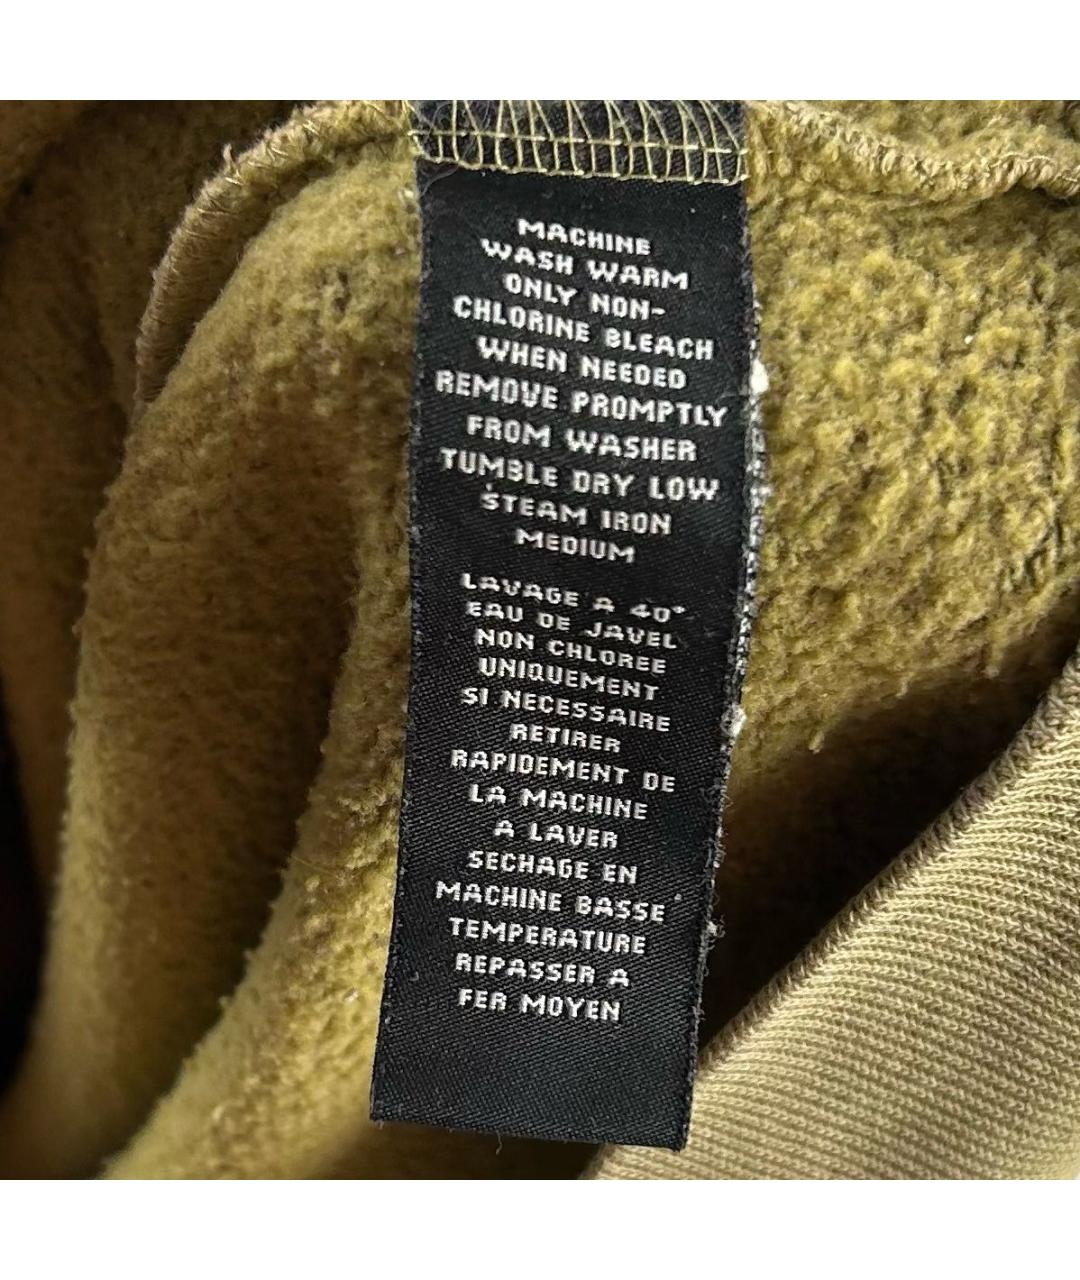 MACHINE
WASH WARM
ONLY NON-
CHLORINE BLEACH
WHEN NEEDED
REMOVE PROMPTLY
FROM WASHER
TUMBLE DRY LOW
STEAM IRON
MEDIUM
LAVAGE A 40°
EAU DE JAVEL
NON CHLOREE
UNIQUEMENT
SI NECESSAIRE
RETIRER
RAPIDEMENT DE
LA MACHINE
A LAVER
SECHAGE EN
MACHINE BASSE
TEMPERATURE
REPASSER A
FER MOYEN